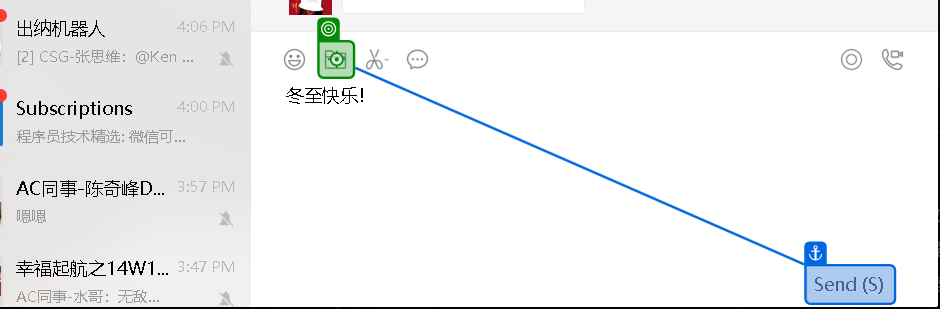 出纳机器人 4:06 PM
[2] CSG-张思维：@Ken ...
Subscriptions 4:00 PM
程序员技术精选: 微信可...
AC同事-陈奇峰D... 3:57 PM
嗯嗯
幸福起航之14W1... 3:47 PM
AC同事-水哥：无敌...
冬至快乐!
Send (S)